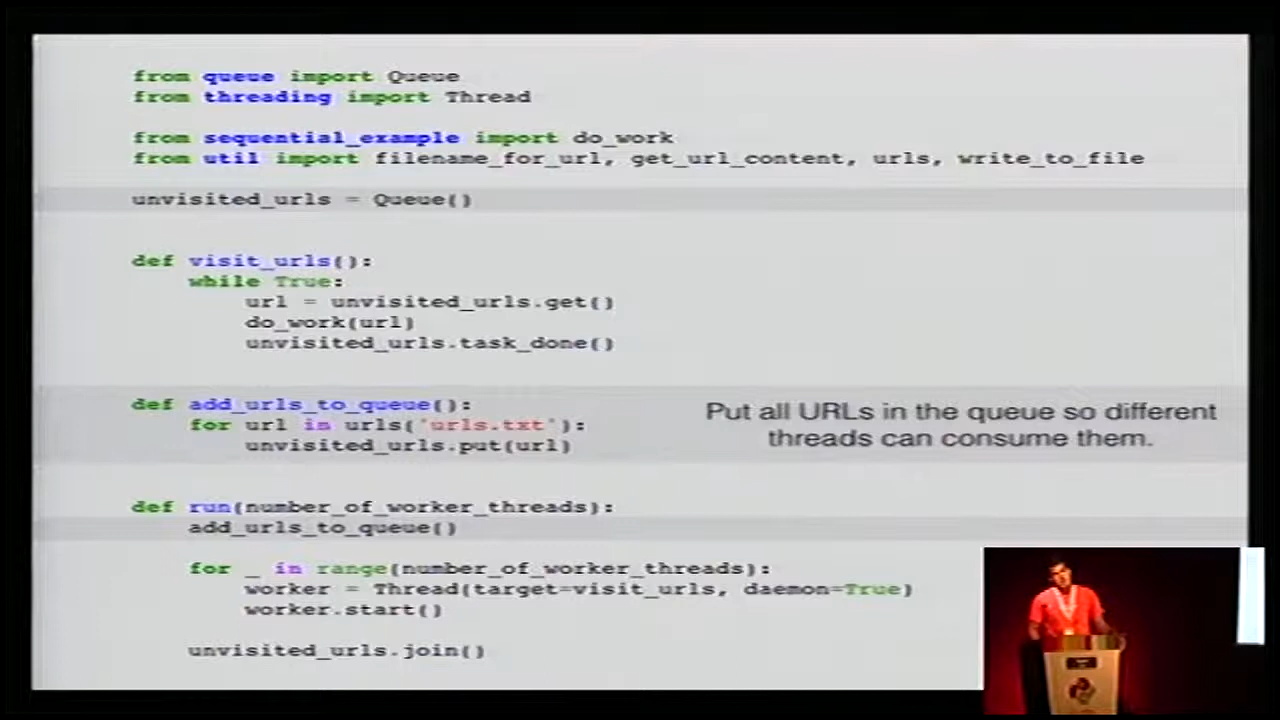 from queue import Queue
from threading import Thread
from sequential_example import do_work
from util import filename_for_url, get_url_content, urls, write_to_file
unvisited_urls = Queue()
def visit_urls():
while True:
url = unvisited_urls.get()
do_work(url)
unvisited_urls.task_done()
def add_urls_to_queue():
for url in urls('urls.txt'):
unvisited_urls.put(url)
Put all URLs in the queue so different
threads can consume them.
def run(number_of_worker_threads):
add_urls_to_queue()
for _ in range(number_of_worker_threads):
worker = Thread(target=visit_urls, daemon=True)
worker.start()
unvisited_urls.join()